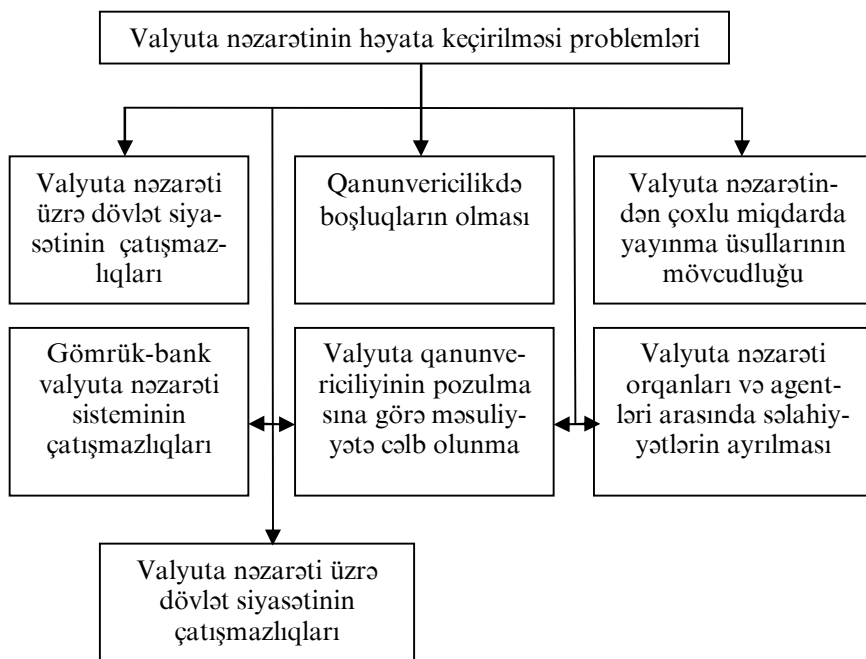 Valyuta nəzarətinin həyata keçirilməsi problemləri
Valyuta nəzarəti
üzrə dövlət siya-
sətinin çatışmaz-
lıqları
Qanunvericilikdə
boşluqların olması
Valyuta nəzarətin-
dən çoxlu miqdarda
yayınma üsullarının
mövcudluğu
Gömrük-bank
valyuta nəzarəti
sisteminin
çatışmazlıqları
Valyuta qanunve-
riciliyinin pozulma
sına görə məsuliy-
yətə cəlb olunma
Valyuta nəzarəti
orqanları və agent-
ləri arasında səlahiy-
yətlərin ayrılması
Valyuta nəzarəti üzrə
dövlət siyasətinin
çatışmazlıqları